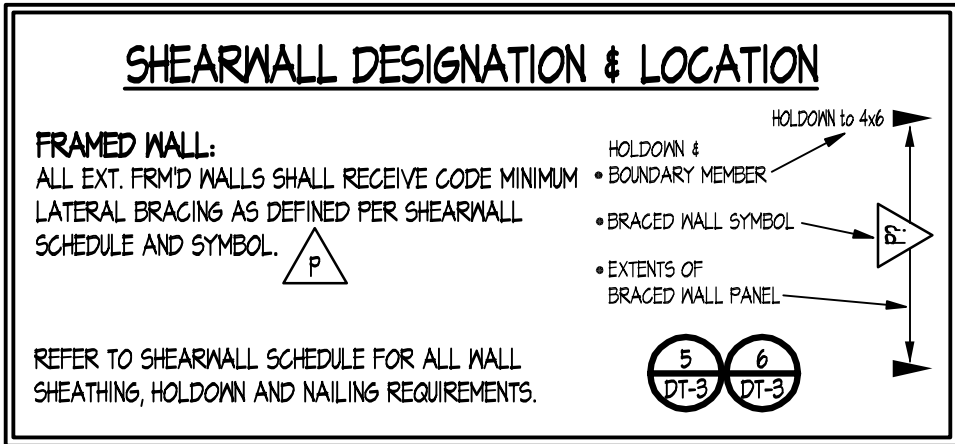 SHEARWALL DESIGNATION & LOCATION
FRAMED WALL:
ALL EXT. FRM'D WALLS SHALL RECEIVE CODE MINIMUM
LATERAL BRACING AS DEFINED PER SHEARWALL
SCHEDULE AND SYMBOL.
P
REFER TO SHEARWALL SCHEDULE FOR ALL WALL
SHEATHING, HOLDOWN AND NAILING REQUIREMENTS.
HOLDOWN to 4x6
HOLDOWN &
• BOUNDARY MEMBER
• BRACED WALL SYMBOL
• EXTENTS OF
BRACED WALL PANEL
5
DT-3
6
DT-3